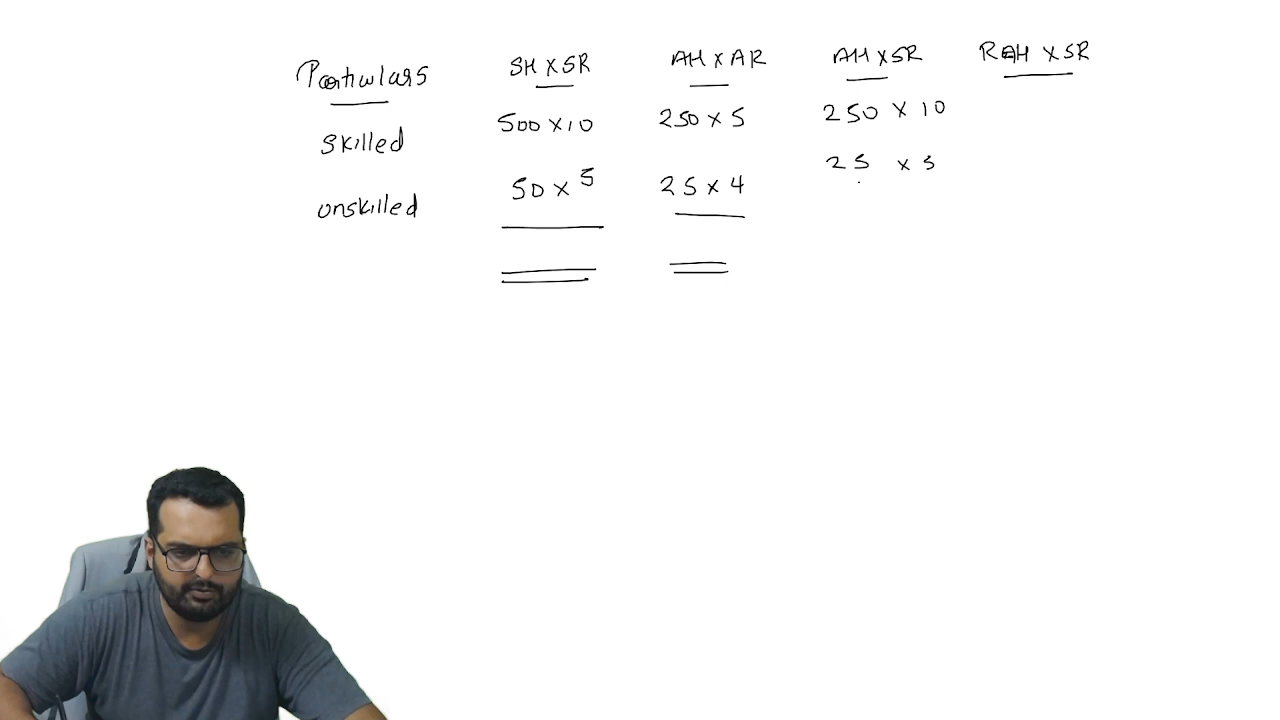 Particulars SH X SR AH X AR AH X SR RAH X SR
skilled 500 X 10 250 X 5 250 X 10
unskilled 50 X 5 25 X 4 25 X 5